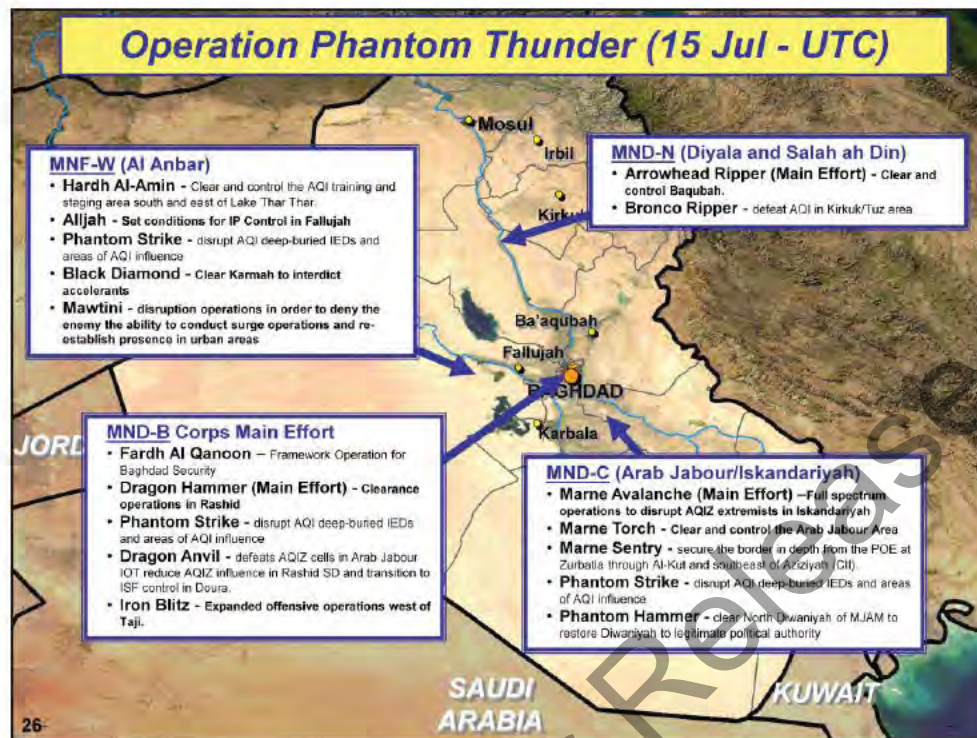 Operation Phantom Thunder (15 Jul - UTC)
Mosul
Irbil
MNF-W (Al Anbar)
• Hardh Al-Amin - Clear and control the AQI training and
staging area south and east of Lake Thar Thar.
• Alljah - Set conditions for IP Control in Fallujah
• Phantom Strike - disrupt AQI deep-buried IEDs and
areas of AQI influence
• Black Diamond - Clear Karmah to interdict
accelerants
• Mawtini - disruption operations in order to deny the
enemy the ability to conduct surge operations and re-
establish presence in urban areas
MND-N (Diyala and Salah ah Din)
• Arrowhead Ripper (Main Effort) - Clear and
control Baqubah.
• Bronco Ripper - defeat AQI in Kirkuk/Tuz area
Kirkuk
Ba'aqubah
Fallujah
BAGHDAD
Karbala
JORD
MND-B Corps Main Effort
• Fardh Al Qanoon – Framework Operation for
Baghdad Security
• Dragon Hammer (Main Effort) - Clearance
operations in Rashid
• Phantom Strike - disrupt AQI deep-buried IEDs
and areas of AQI influence
• Dragon Anvil - defeats AQIZ cells in Arab Jabour
IOT reduce AQIZ influence in Rashid SD and transition to
ISF control in Doura.
• Iron Blitz - Expanded offensive operations west of
Taji.
MND-C (Arab Jabour/Iskandariyah)
• Marne Avalanche (Main Effort) –Full spectrum
operations to disrupt AQIZ extremists in Iskandariyah
• Marne Torch - Clear and control the Arab Jabour Area
• Marne Sentry - secure the border in depth from the POE at
Zurbatia through Al-Kut and southeast of Aziziyah (CII).
• Phantom Strike - disrupt AQI deep-buried IEDs and areas
of AQI influence
• Phantom Hammer - clear North Diwaniyah of MJAM to
restore Diwaniyah to legitimate political authority
SAUDI
ARABIA
KUWAIT
26
Release